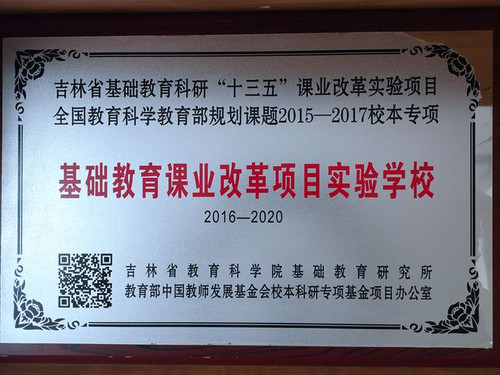 吉林省基础教育科研“十三五”课业改革实验项目
全国教育科学教育部规划课题2015—2017校本专项
基础教育课业改革项目实验学校
2016—2020
吉林省教育科学院基础教育研究所
教育部中国教师发展基金会校本科研专项基金项目办公室